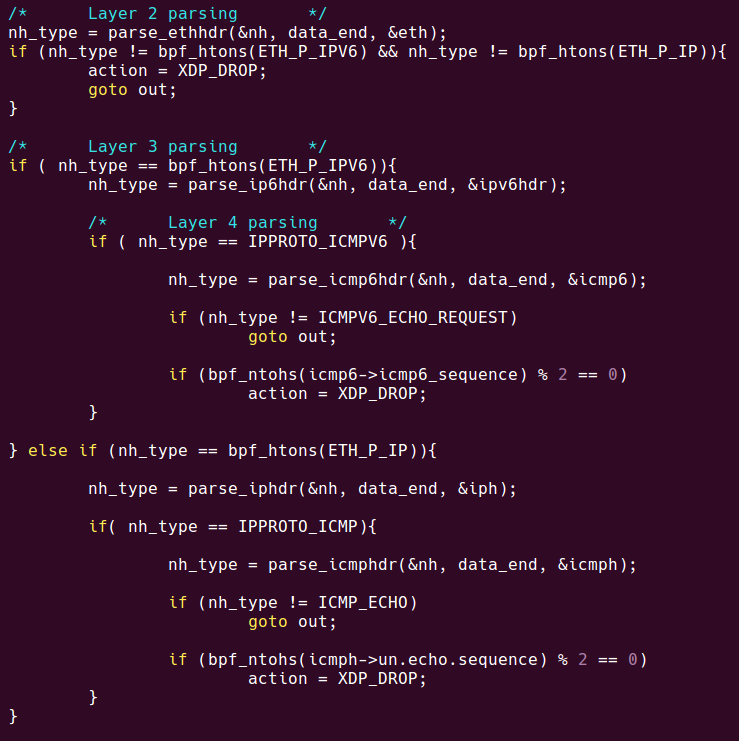 /*      Layer 2 parsing       */
nh_type = parse_ethhdr(&nh, data_end, &eth);
if (nh_type != bpf_htons(ETH_P_IPV6) && nh_type != bpf_htons(ETH_P_IP)){
        action = XDP_DROP;
        goto out;
}
/*      Layer 3 parsing       */
if ( nh_type == bpf_htons(ETH_P_IPV6)){
        nh_type = parse_ip6hdr(&nh, data_end, &ipv6hdr);
        /*      Layer 4 parsing       */
        if ( nh_type == IPPROTO_ICMPV6 ){
                nh_type = parse_icmp6hdr(&nh, data_end, &icmp6);
                if (nh_type != ICMPV6_ECHO_REQUEST)
                        goto out;
                if (bpf_ntohs(icmp6->icmp6_sequence) % 2 == 0)
                        action = XDP_DROP;
        }
} else if (nh_type == bpf_htons(ETH_P_IP)){
        nh_type = parse_iphdr(&nh, data_end, &iph);
        if( nh_type == IPPROTO_ICMP){
                nh_type = parse_icmphdr(&nh, data_end, &icmph);
                if (nh_type != ICMP_ECHO)
                        goto out;
                if (bpf_ntohs(icmph->un.echo.sequence) % 2 == 0)
                        action = XDP_DROP;
        }
}